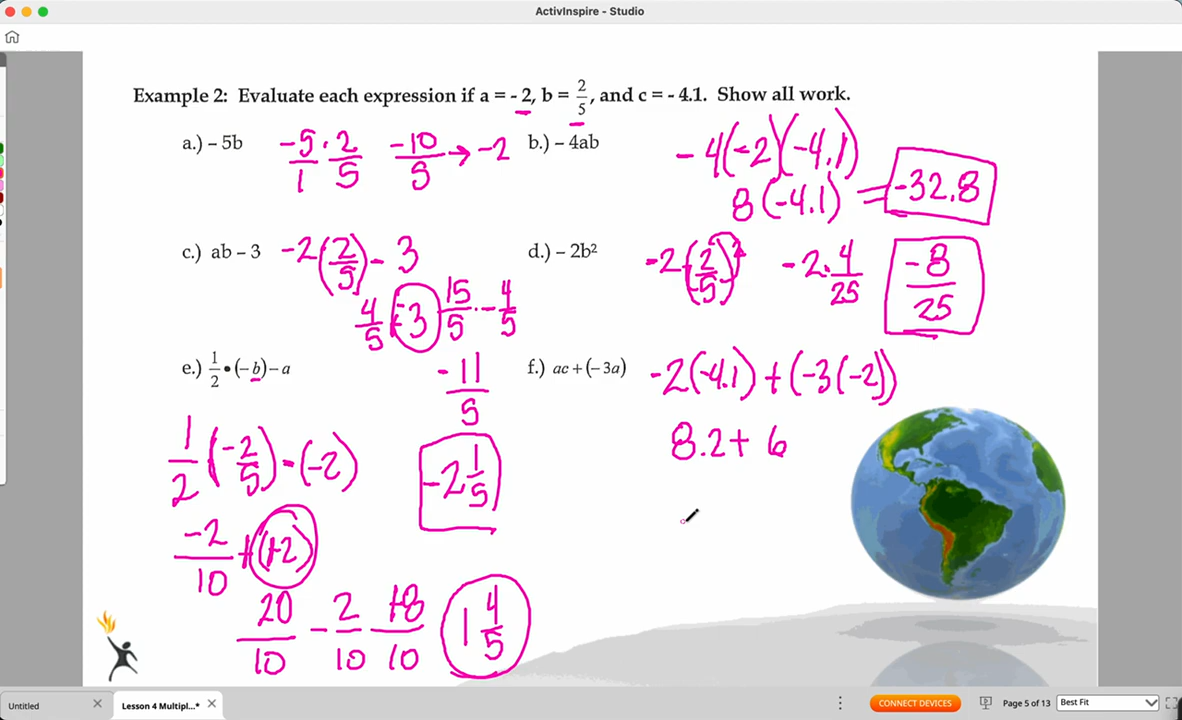 ActivInspire - Studio
Example 2: Evaluate each expression if a = - 2, b = 2/5, and c = - 4.1. Show all work.
a.) – 5b -5/1 · 2/5 -10/5 → -2
b.) – 4ab -4(-2)(-4.1)
8(-4.1) = -32.8
c.) ab – 3 -2(2/5) - 3
4/5 - 3 15/5 - 4/5
-11/5
-2 1/5
d.) – 2b² -2(2/5)² -2 · 4/25 -8/25
e.) 1/2 • (– b) – a
1/2 (-2/5) - (-2)
-2/10 + (+2)
20/10 - 2/10 +8/10 1 4/5
f.) ac + (– 3a) -2(-4.1) + (-3(-2))
8.2 + 6
Untitled
Lesson 4 Multipl...*
CONNECT DEVICES
Page 5 of 13
Best Fit